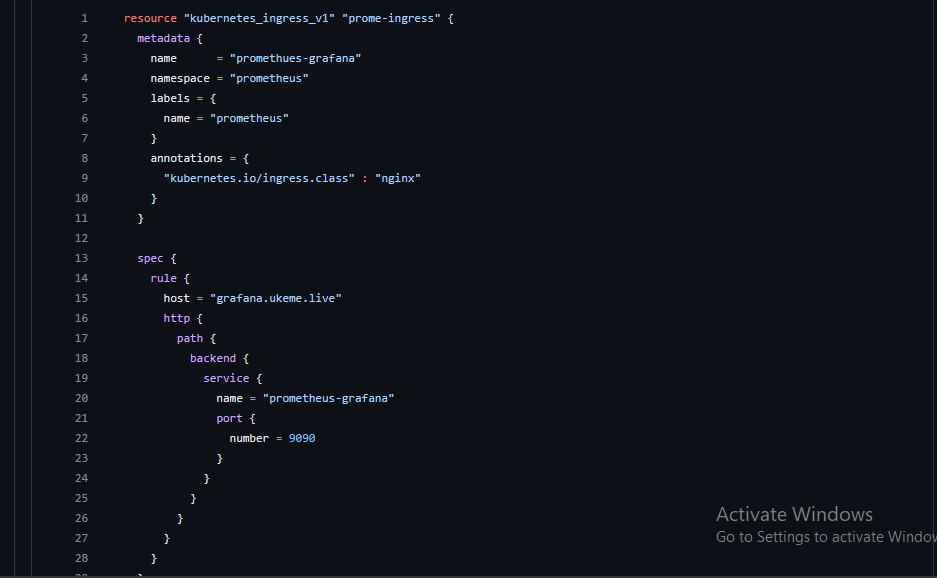 1 resource "kubernetes_ingress_v1" "prome-ingress" {
2 metadata {
3 name = "promethues-grafana"
4 namespace = "prometheus"
5 labels = {
6 name = "prometheus"
7 }
8 annotations = {
9 "kubernetes.io/ingress.class" : "nginx"
10 }
11 }
12
13 spec {
14 rule {
15 host = "grafana.ukeme.live"
16 http {
17 path {
18 backend {
19 service {
20 name = "prometheus-grafana"
21 port {
22 number = 9090
23 }
24 }
25 }
26 }
27 }
28 }
Activate Windows
Go to Settings to activate Window